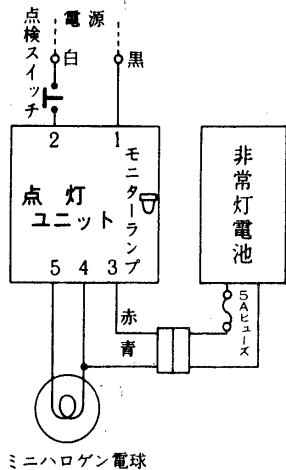 電源
点検スイッチ
白
黒
2
1
点灯
ユニット
モニターランプ
5 4 3
非常灯電池
5Aヒューズ
赤
青
ミニハロゲン電球